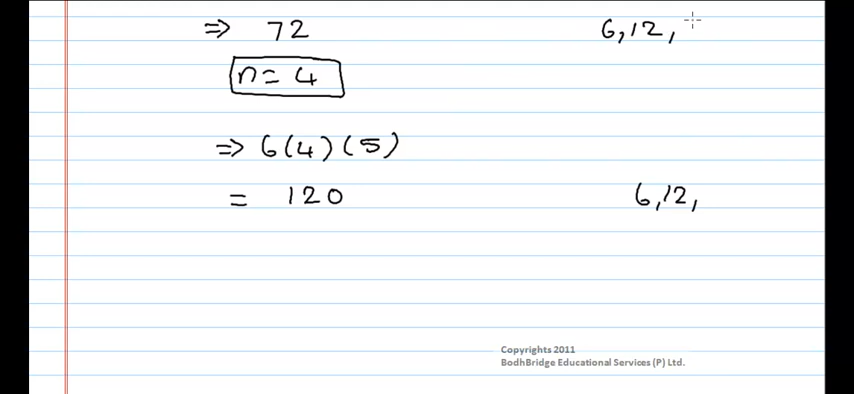 ⇒ 72 6, 12,
n = 4
⇒ 6(4)(5)
= 120 6, 12,
Copyrights 2011
BodhBridge Educational Services (P) Ltd.